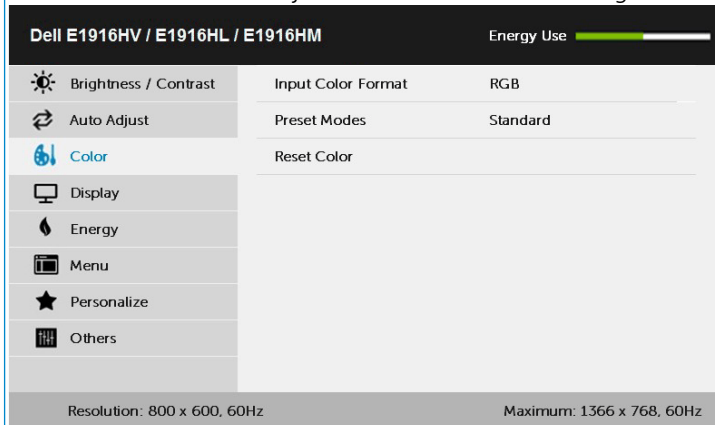 Dell E1916HV / E1916HL / E1916HM Energy Use
Brightness / Contrast Input Color Format RGB
Auto Adjust Preset Modes Standard
Color Reset Color
Display
Energy
Menu
Personalize
Others
Resolution: 800 x 600, 60Hz Maximum: 1366 x 768, 60Hz